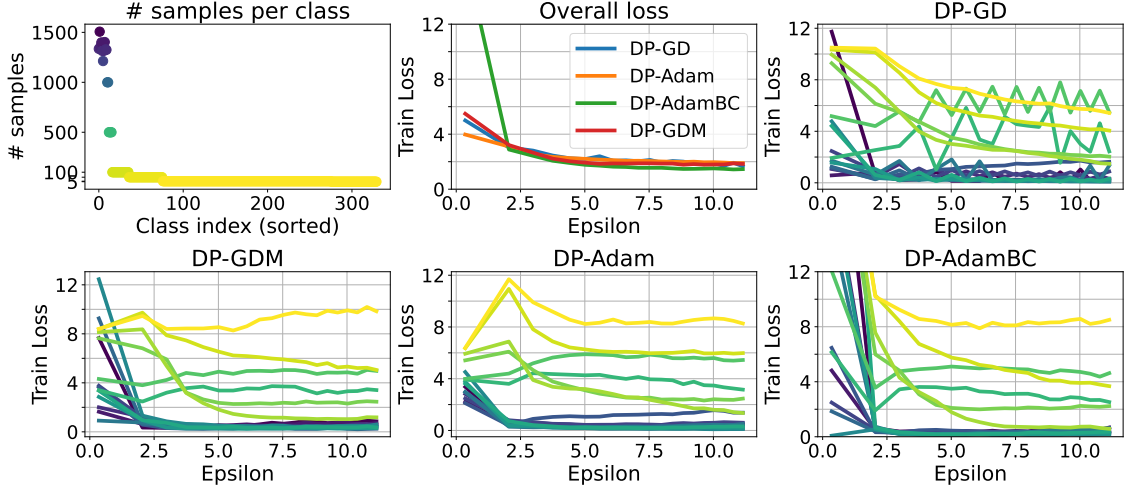 # samples per class
# samples
1500
1000
500
100
5
0
100
200
300
Class index (sorted)
Overall loss
Train Loss
12
8
4
0
DP-GD
DP-Adam
DP-AdamBC
DP-GDM
0.0
2.5
5.0
7.5
10.0
Epsilon
DP-GD
Train Loss
12
8
4
0
0.0
2.5
5.0
7.5
10.0
Epsilon
DP-GDM
Train Loss
12
8
4
0
0.0
2.5
5.0
7.5
10.0
Epsilon
DP-Adam
Train Loss
12
8
4
0
0.0
2.5
5.0
7.5
10.0
Epsilon
DP-AdamBC
Train Loss
12
8
4
0
0.0
2.5
5.0
7.5
10.0
Epsilon